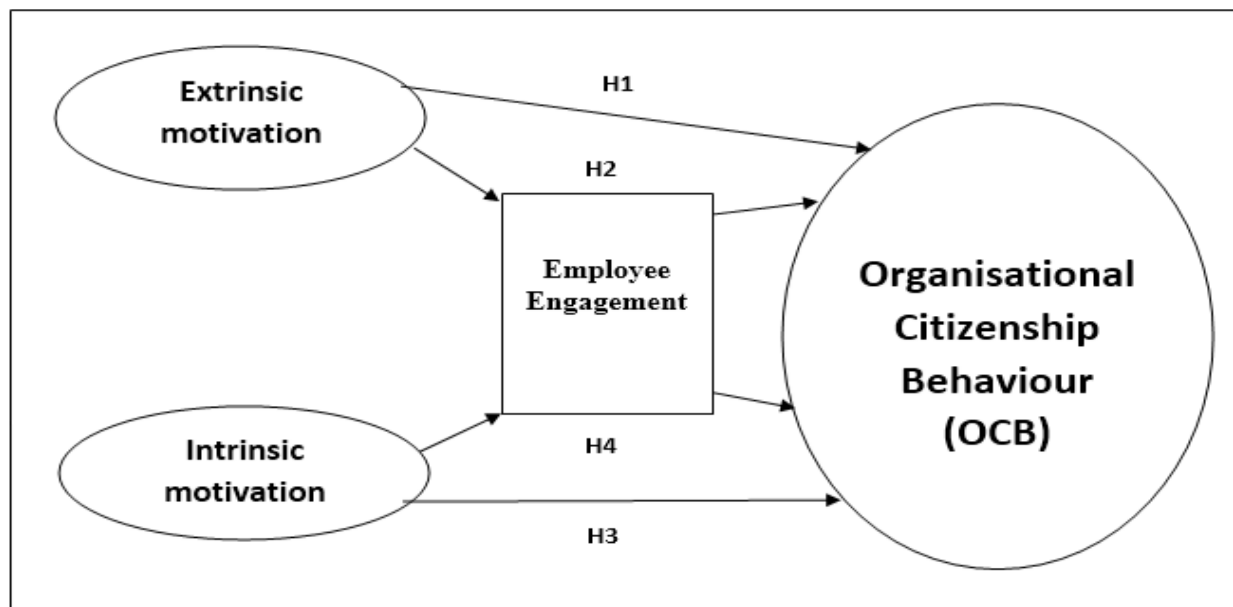 Extrinsic
motivation
H1
H2
Employee
Engagement
Organisational
Citizenship
Behaviour
(OCB)
Intrinsic
motivation
H4
H3